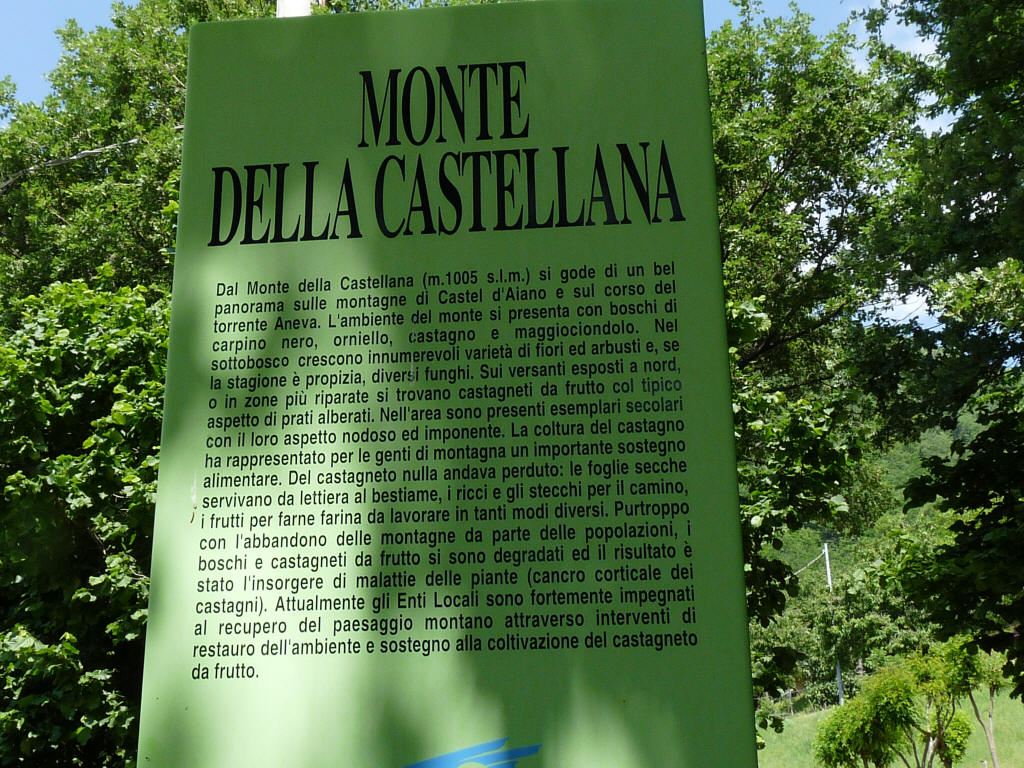 MONTE
DELLA CASTELLANA
Dal Monte della Castellana (m.1005 s.l.m.) si gode di un bel
panorama sulle montagne di Castel d'Aiano e sul corso del
torrente Aneva. L'ambiente del monte si presenta con boschi di
carpino nero, orniello, castagno e maggiociondolo. Nel
sottobosco crescono innumerevoli varietà di fiori ed arbusti e, se
la stagione è propizia, diversi funghi. Sui versanti esposti a nord,
o in zone più riparate si trovano castagneti da frutto col tipico
aspetto di prati alberati. Nell'area sono presenti esemplari secolari
con il loro aspetto nodoso ed imponente. La coltura del castagno
ha rappresentato per le genti di montagna un importante sostegno
alimentare. Del castagneto nulla andava perduto: le foglie secche
servivano da lettiera al bestiame, i ricci e gli stecchi per il camino,
i frutti per farne farina da lavorare in tanti modi diversi. Purtroppo
con l'abbandono delle montagne da parte delle popolazioni, i
boschi e castagneti da frutto si sono degradati ed il risultato è
stato l'insorgere di malattie delle piante (cancro corticale dei
castagni). Attualmente gli Enti Locali sono fortemente impegnati
al recupero del paesaggio montano attraverso interventi di
restauro dell'ambiente e sostegno alla coltivazione del castagneto
da frutto.